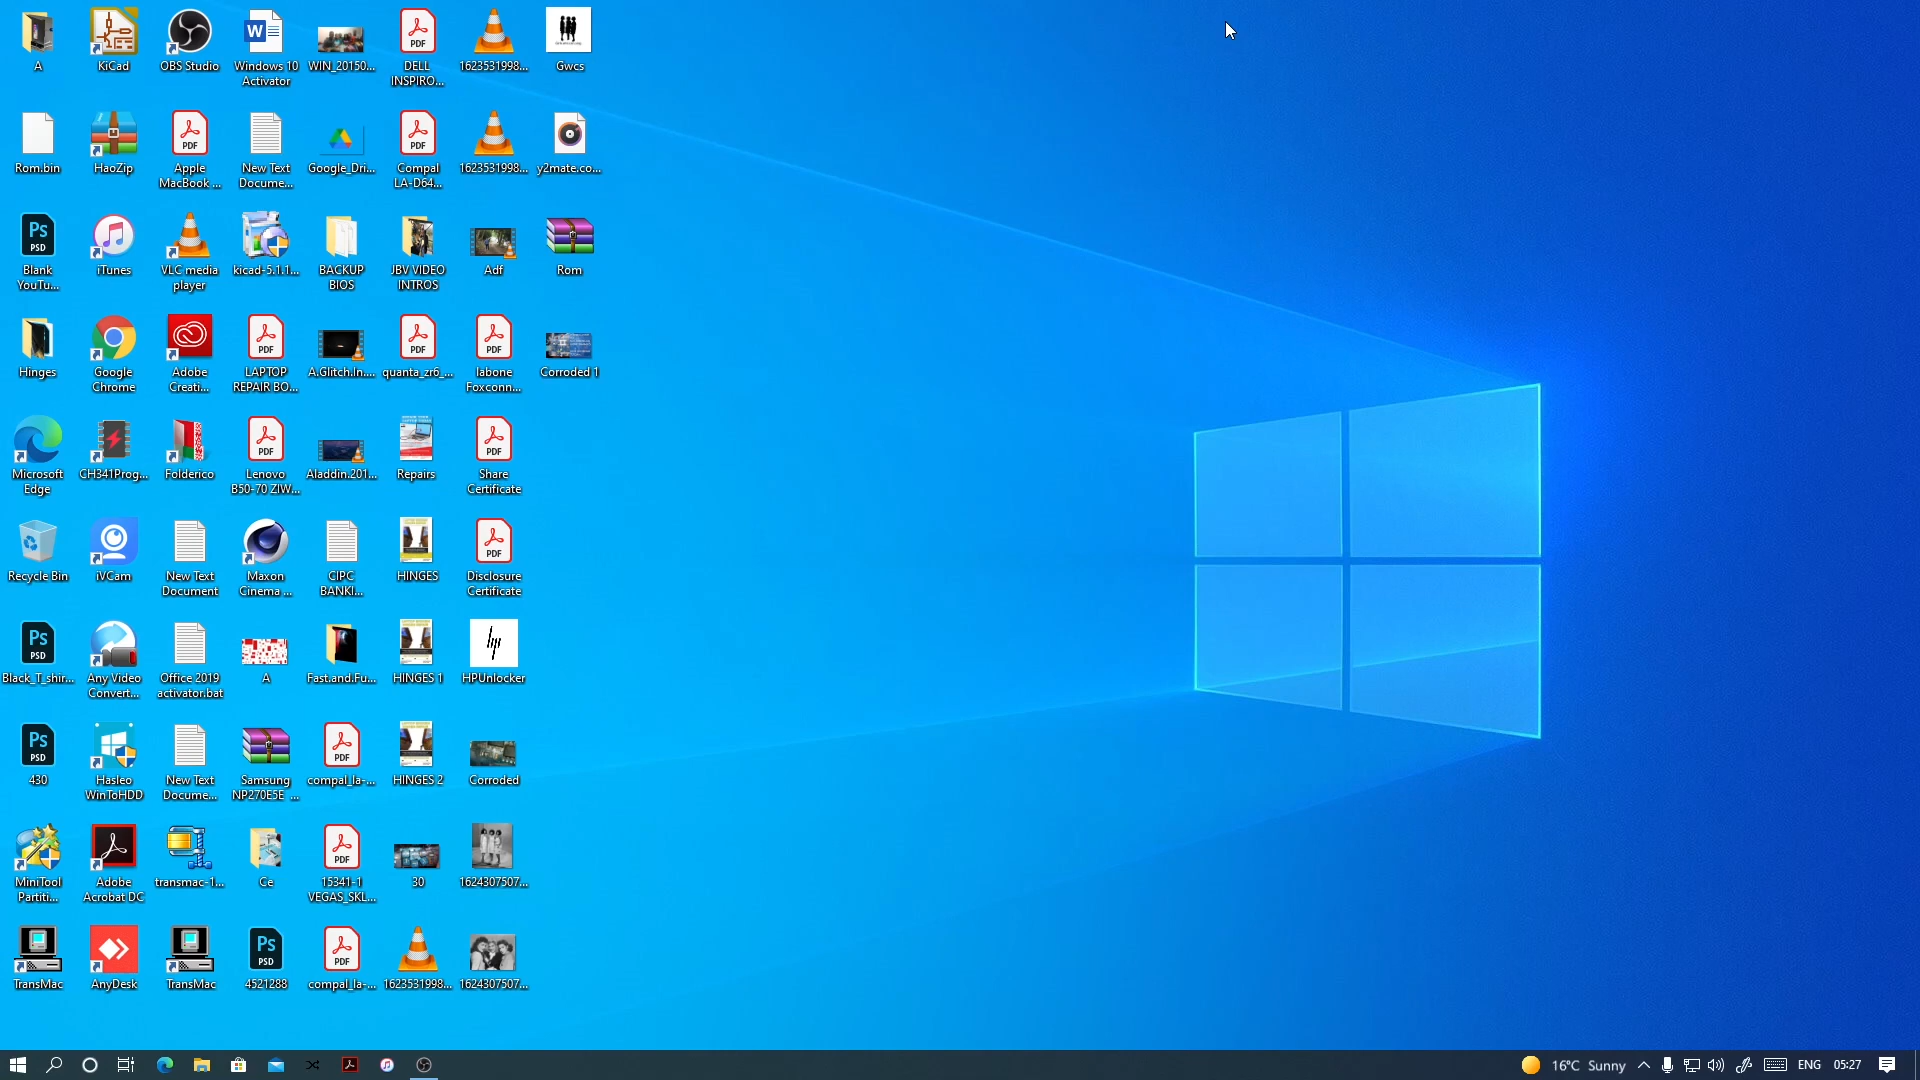 A
KiCad
OBS Studio
Windows 10
Activator
WIN_20150...
DELL
INSPIRO...
1623531998...
Gwcs
Rom.bin
HaoZip
Apple
MacBook ...
New Text
Docume...
Google_Dri...
Compal
LA-D64...
1623531998...
y2mate.co...
Blank
YouTu...
iTunes
VLC media
player
kicad-5.1.1...
BACKUP
BIOS
JBV VIDEO
INTROS
Adf
Rom
Hinges
Google
Chrome
Adobe
Creati...
LAPTOP
REPAIR BO...
A.Glitch.In....
quanta_zr6_...
labone
Foxconn...
Corroded 1
Microsoft
Edge
CH341Prog...
Folderico
Lenovo
B50-70 ZIW...
Aladdin.201...
Repairs
Share
Certificate
Recycle Bin
iVCam
New Text
Document
Maxon
Cinema ...
CIPC
BANKI...
HINGES
Disclosure
Certificate
Black_T_shir...
Any Video
Convert...
Office 2019
activator.bat
A
Fast.and.Fu...
HINGES 1
HPUnlocker
430
Hasleo
WinToHDD
New Text
Docume...
Samsung
NP270E5E_...
compal_la-...
HINGES 2
Corroded
MiniTool
Partiti...
Adobe
Acrobat DC
transmac-1...
Ce
15341-1
VEGAS_SKL...
30
1624307507...
TransMac
AnyDesk
TransMac
4521288
compal_la-...
1623531998...
1624307507...
16°C Sunny
ENG
05:27